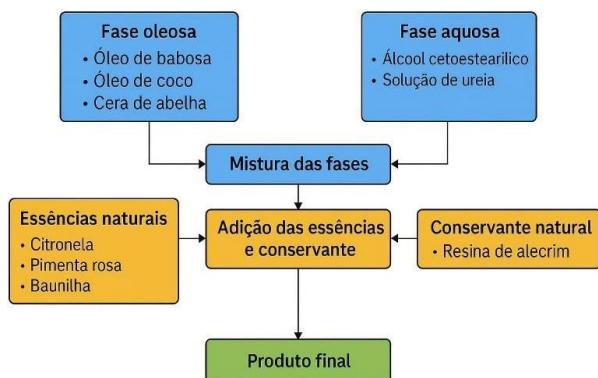 Fase oleosa
• Óleo de babosa
• Óleo de coco
• Cera de abelha
Fase aquosa
• Álcool cetoestearílico
• Solução de ureia
Mistura das fases
Essências naturais
• Citronela
• Pimenta rosa
• Baunilha
Adição das essências
e conservante
Conservante natural
• Resina de alecrim
Produto final